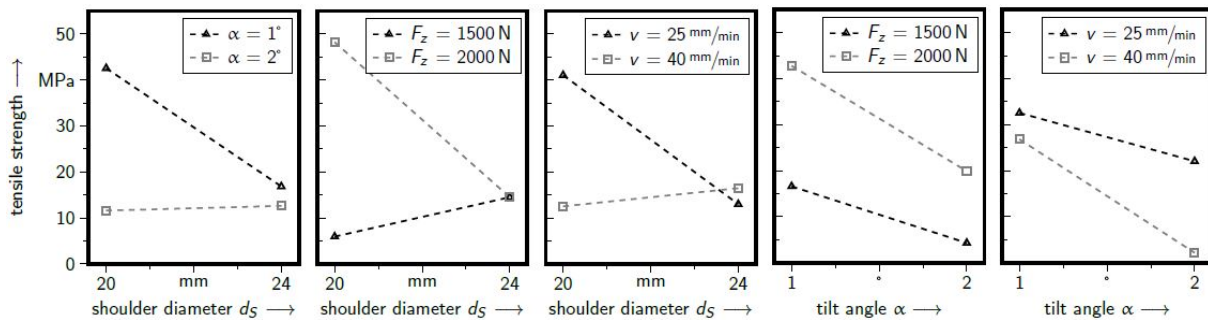 tensile strength ⟶
50
MPa
30
20
10
0
α = 1°
α = 2°
20 mm 24
shoulder diameter dS ⟶
Fz = 1500 N
Fz = 2000 N
20 mm 24
shoulder diameter dS ⟶
v = 25 mm/min
v = 40 mm/min
20 mm 24
shoulder diameter dS ⟶
Fz = 1500 N
Fz = 2000 N
1 ° 2
tilt angle α ⟶
v = 25 mm/min
v = 40 mm/min
1 ° 2
tilt angle α ⟶